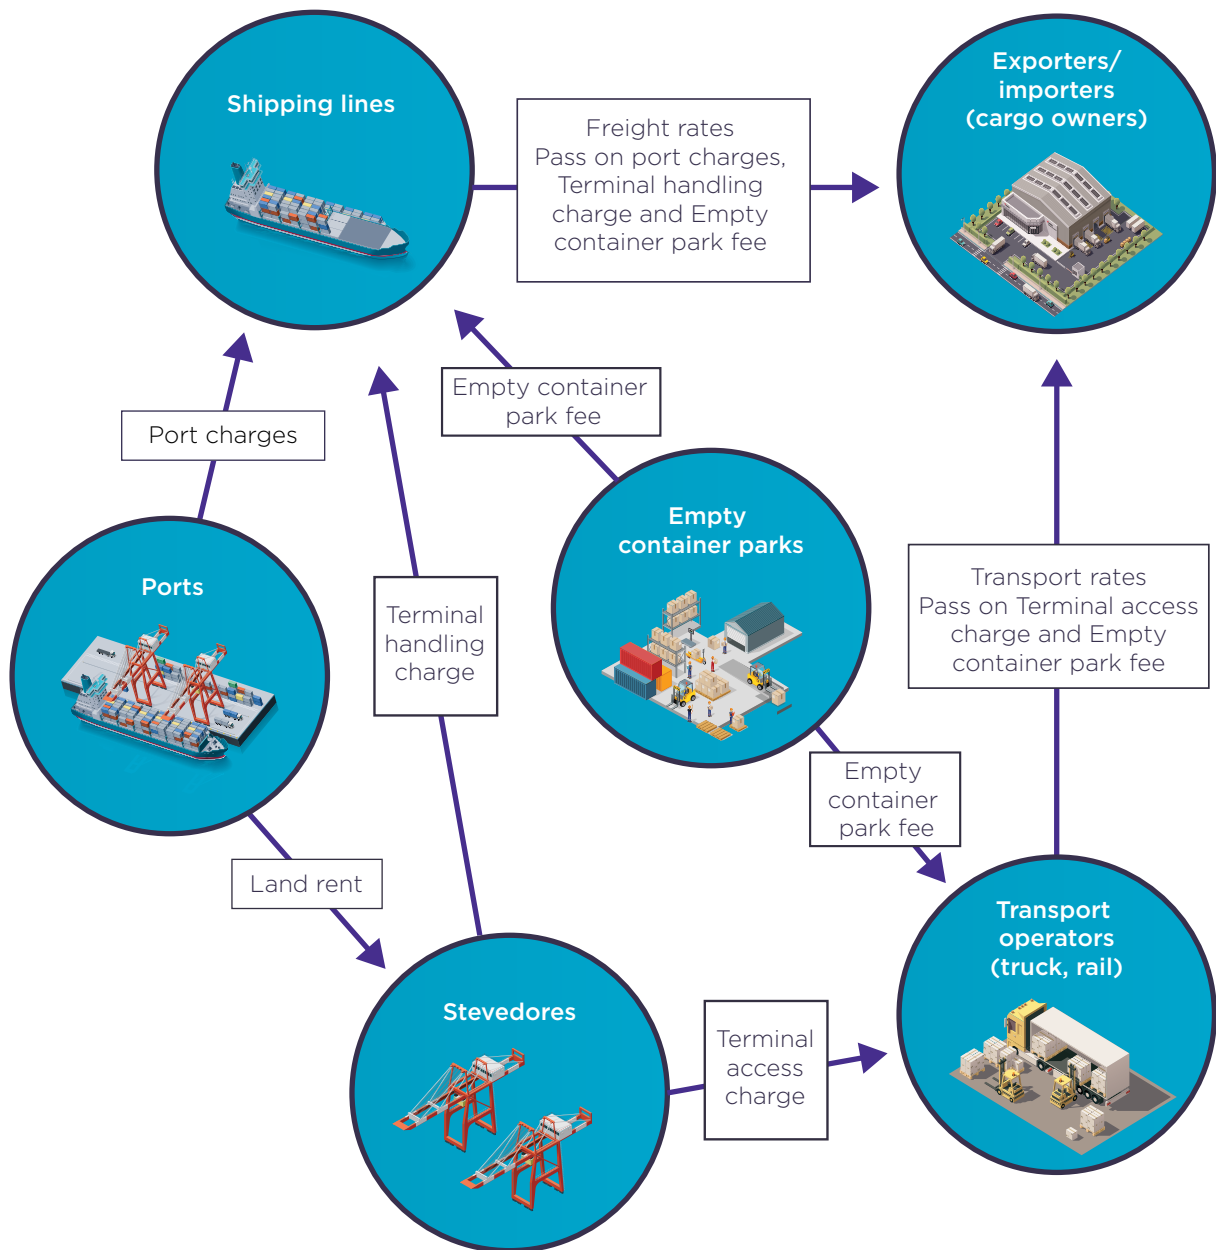 Shipping lines
Freight rates
Pass on port charges,
Terminal handling
charge and Empty
container park fee
Exporters/
importers
(cargo owners)
Empty container
park fee
Port charges
Empty
container parks
Ports
Terminal
handling
charge
Transport rates
Pass on Terminal access
charge and Empty
container park fee
Empty
container
park fee
Land rent
Transport
operators
(truck, rail)
Stevedores
Terminal
access
charge